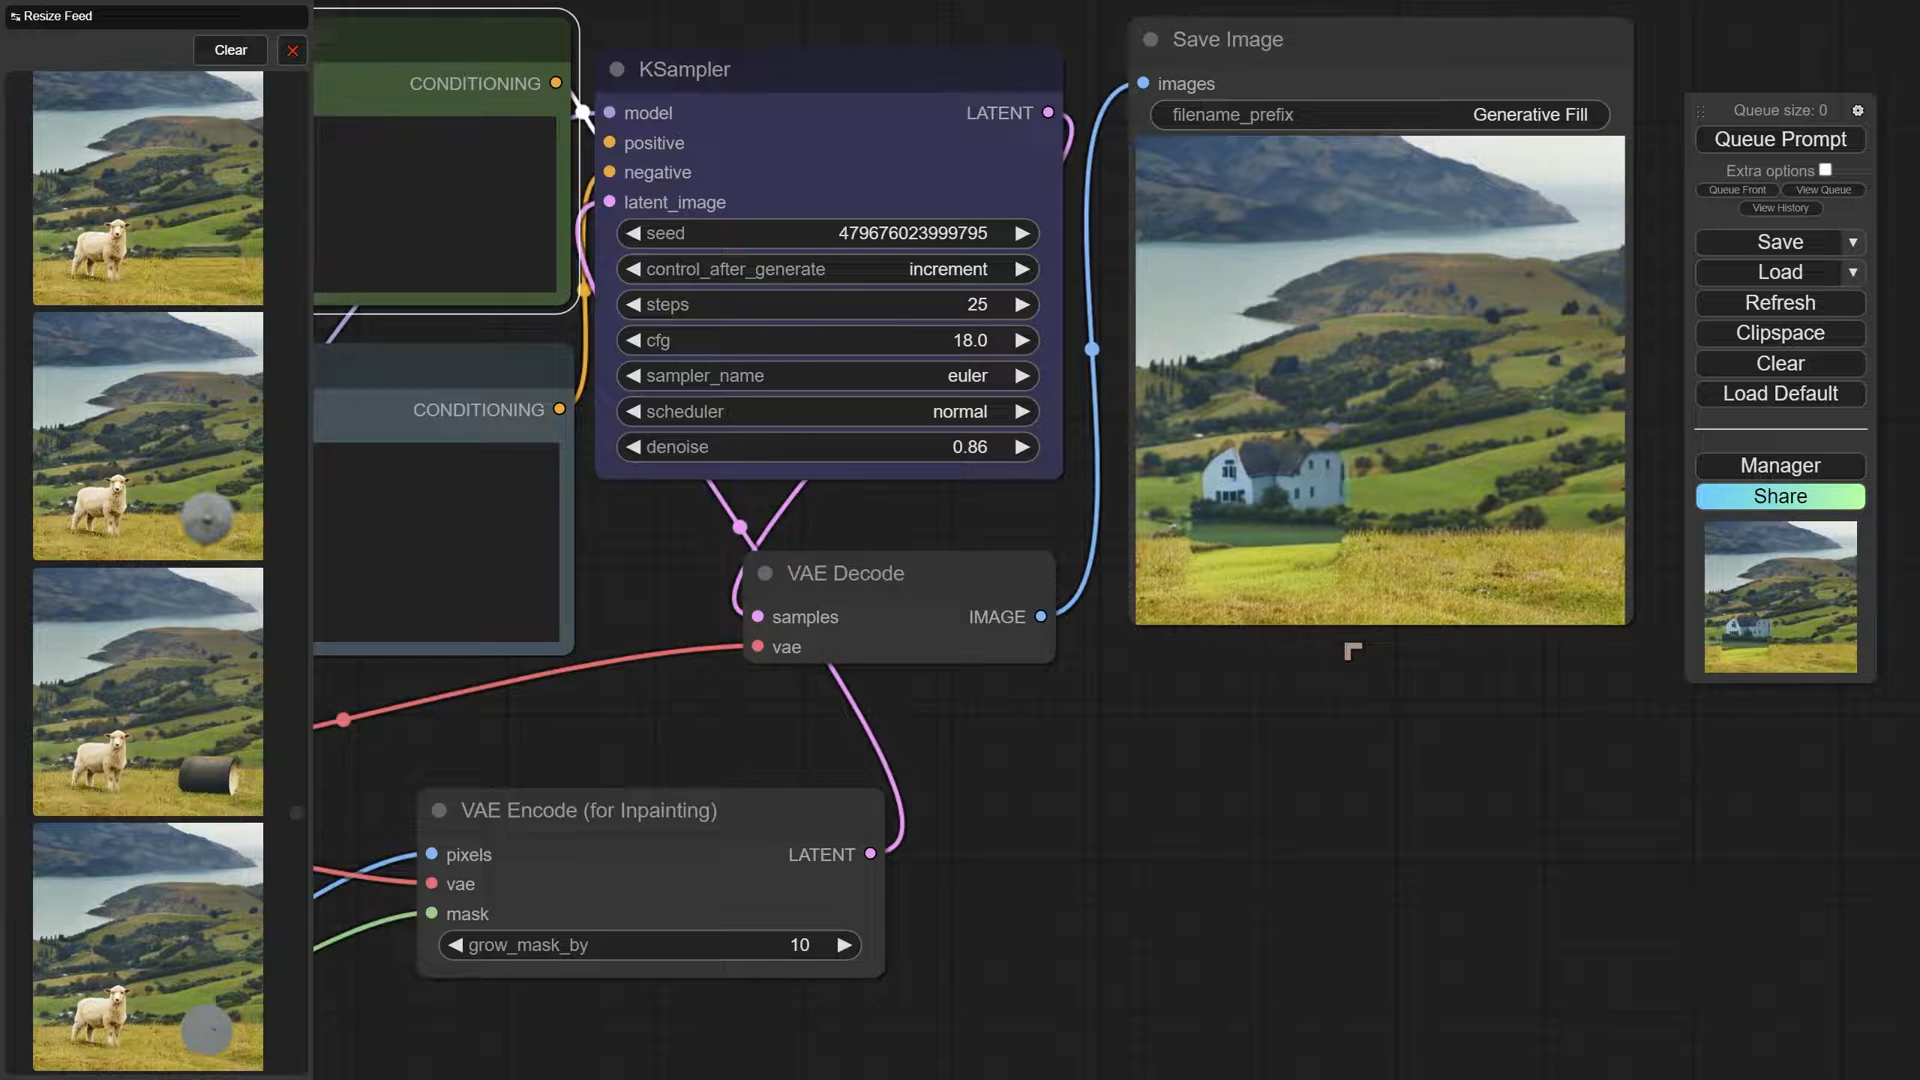 Resize Feed
Clear
CONDITIONING
CONDITIONING
KSampler
model
LATENT
positive
negative
latent_image
seed 479676023999795
control_after_generate increment
steps 25
cfg 18.0
sampler_name euler
scheduler normal
denoise 0.86
VAE Decode
samples
IMAGE
vae
VAE Encode (for Inpainting)
pixels
LATENT
vae
mask
grow_mask_by 10
Save Image
images
filename_prefix Generative Fill
Queue size: 0
Queue Prompt
Extra options
Queue Front View Queue
View History
Save
Load
Refresh
Clipspace
Clear
Load Default
Manager
Share